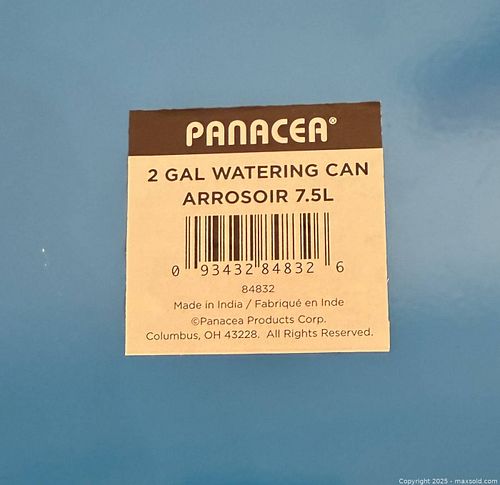 PANACEA®
2 GAL WATERING CAN
ARROSOIR 7.5L
0 93432 84832 6
84832
Made in India / Fabriqué en Inde
©Panacea Products Corp.
Columbus, OH 43228. All Rights Reserved.
Copyright 2025 - maxsold.com